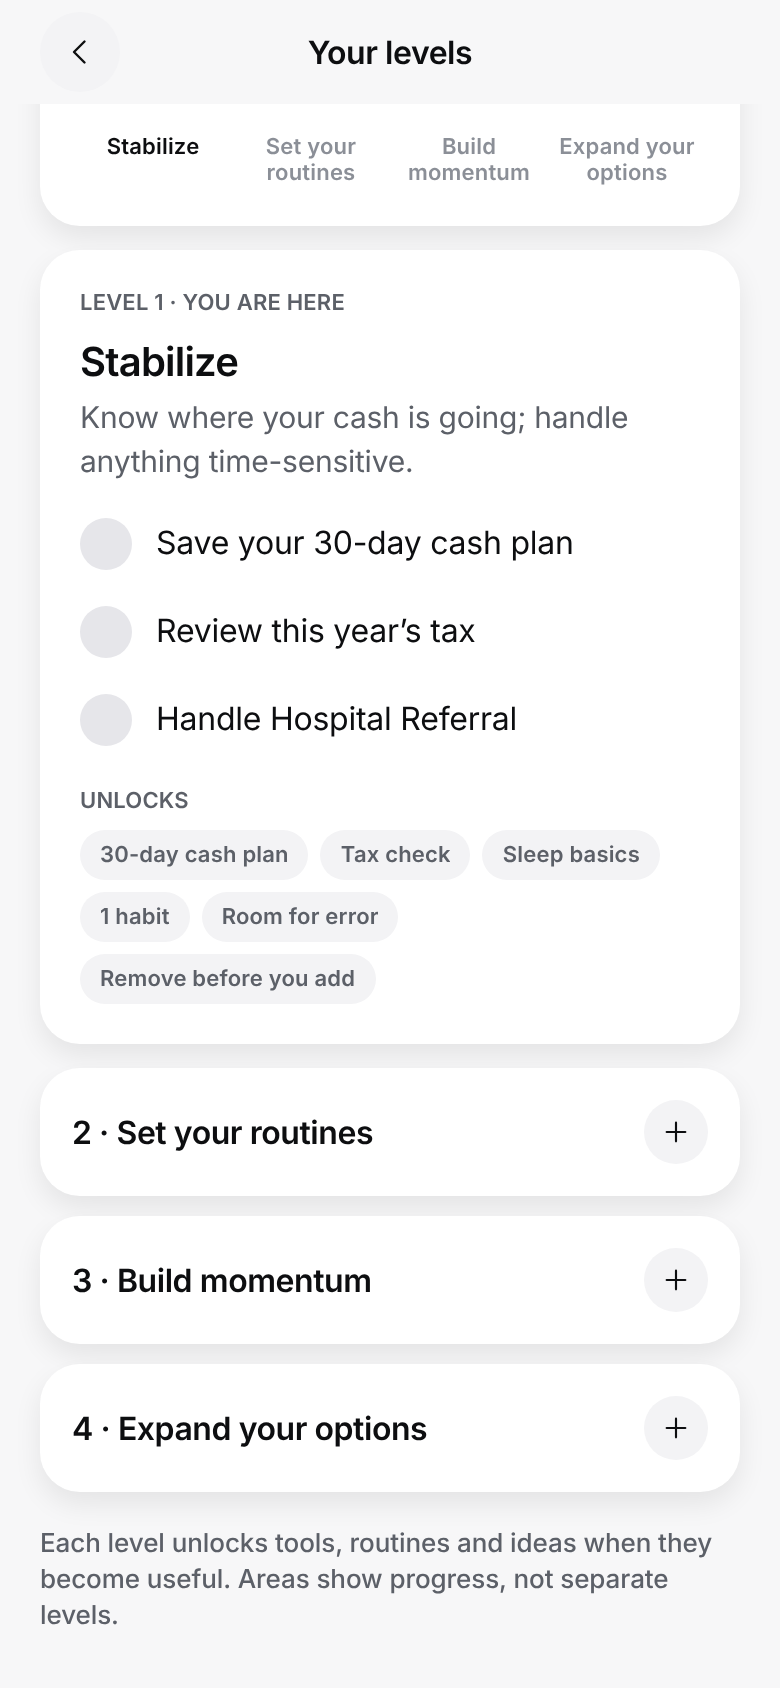 Your levels
Stabilize
Set your
routines
Build
momentum
Expand your
options
LEVEL 1 · YOU ARE HERE
Stabilize
Know where your cash is going; handle
anything time-sensitive.
Save your 30-day cash plan
Review this year’s tax
Handle Hospital Referral
UNLOCKS
30-day cash plan
Tax check
Sleep basics
1 habit
Room for error
Remove before you add
2 · Set your routines
3 · Build momentum
4 · Expand your options
Each level unlocks tools, routines and ideas when they
become useful. Areas show progress, not separate
levels.